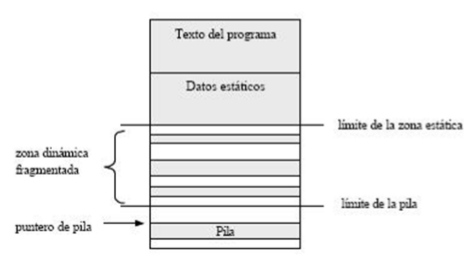 Texto del programa
Datos estáticos
límite de la zona estática
zona dinámica
fragmentada
límite de la pila
puntero de pila
Pila